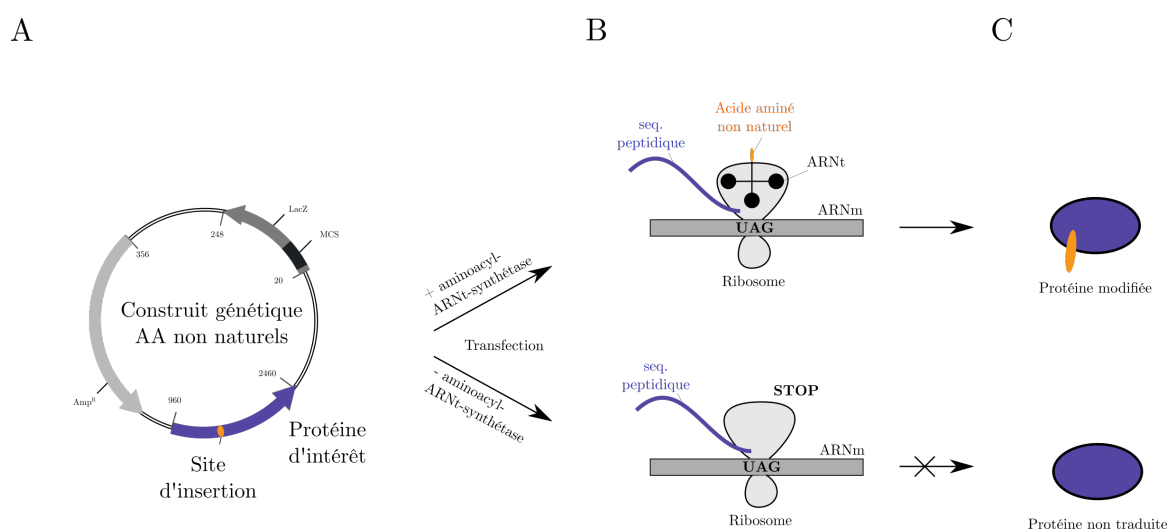 A
B
C
LacZ
MCS
248
356
20
Construit génétique
AA non naturels
Amp^R
960
2460
Site
d'insertion
Protéine
d'intérêt
+ aminoacyl-
ARNt-synthétase
Transfection
- aminoacyl-
ARNt-synthétase
seq.
peptidique
Acide aminé
non naturel
ARNt
ARNm
UAG
Ribosome
Protéine modifiée
seq.
peptidique
STOP
ARNm
UAG
Ribosome
Protéine non traduite